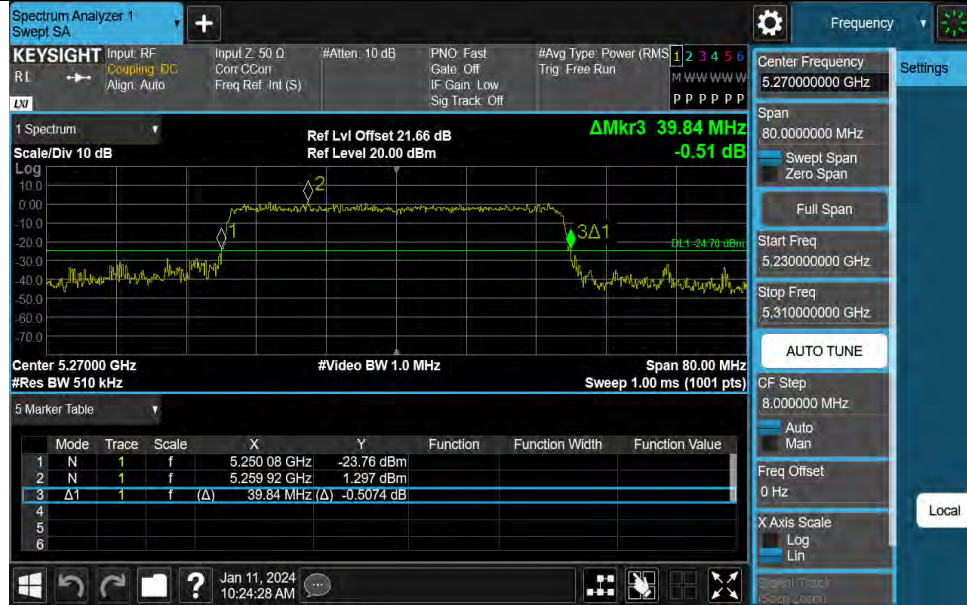 Spectrum Analyzer 1
Swept SA
Frequency
KEYSIGHT
RL
LXI
Input: RF
Coupling: DC
Align: Auto
Input Z: 50 Ω
Corr CCorr
Freq Ref: Int (S)
#Atten: 10 dB
PNO: Fast
Gate: Off
IF Gain: Low
Sig Track: Off
#Avg Type: Power (RMS
Trig: Free Run
1 2 3 4 5 6
M W W W W W
P P P P P P
Center Frequency
5.270000000 GHz
Settings
Span
80.0000000 MHz
Swept Span
Zero Span
Full Span
Start Freq
5.230000000 GHz
Stop Freq
5.310000000 GHz
AUTO TUNE
CF Step
8.000000 MHz
Auto
Man
Freq Offset
0 Hz
X Axis Scale
Log
Lin
Signal Track
(Span Zoom)
Local
1 Spectrum
Scale/Div 10 dB
Ref Lvl Offset 21.66 dB
Ref Level 20.00 dBm
ΔMkr3 39.84 MHz
-0.51 dB
Log
10.0
0.00
-10.0
-20.0
-30.0
-40.0
-50.0
-60.0
-70.0
1
2
3Δ1
DL1 -24.70 dBm
Center 5.27000 GHz
#Video BW 1.0 MHz
Span 80.00 MHz
#Res BW 510 kHz
Sweep 1.00 ms (1001 pts)
5 Marker Table
Mode Trace Scale X Y Function Function Width Function Value
1 N 1 f 5.250 08 GHz -23.76 dBm
2 N 1 f 5.259 92 GHz 1.297 dBm
3 Δ1 1 f (Δ) 39.84 MHz (Δ) -0.5074 dB
4
5
6
?
Jan 11, 2024
10:24:28 AM